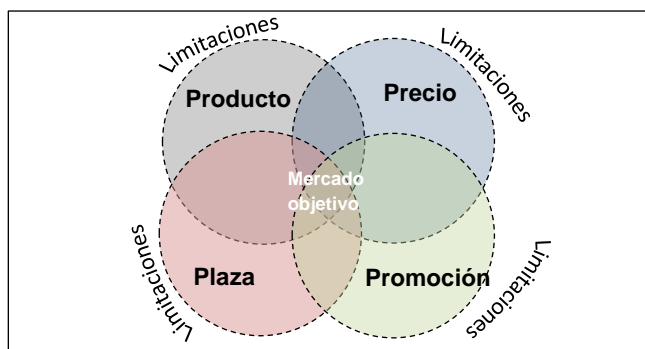 Limitaciones
Limitaciones
Producto
Precio
Mercado
objetivo
Plaza
Promoción
Limitaciones
Limitaciones